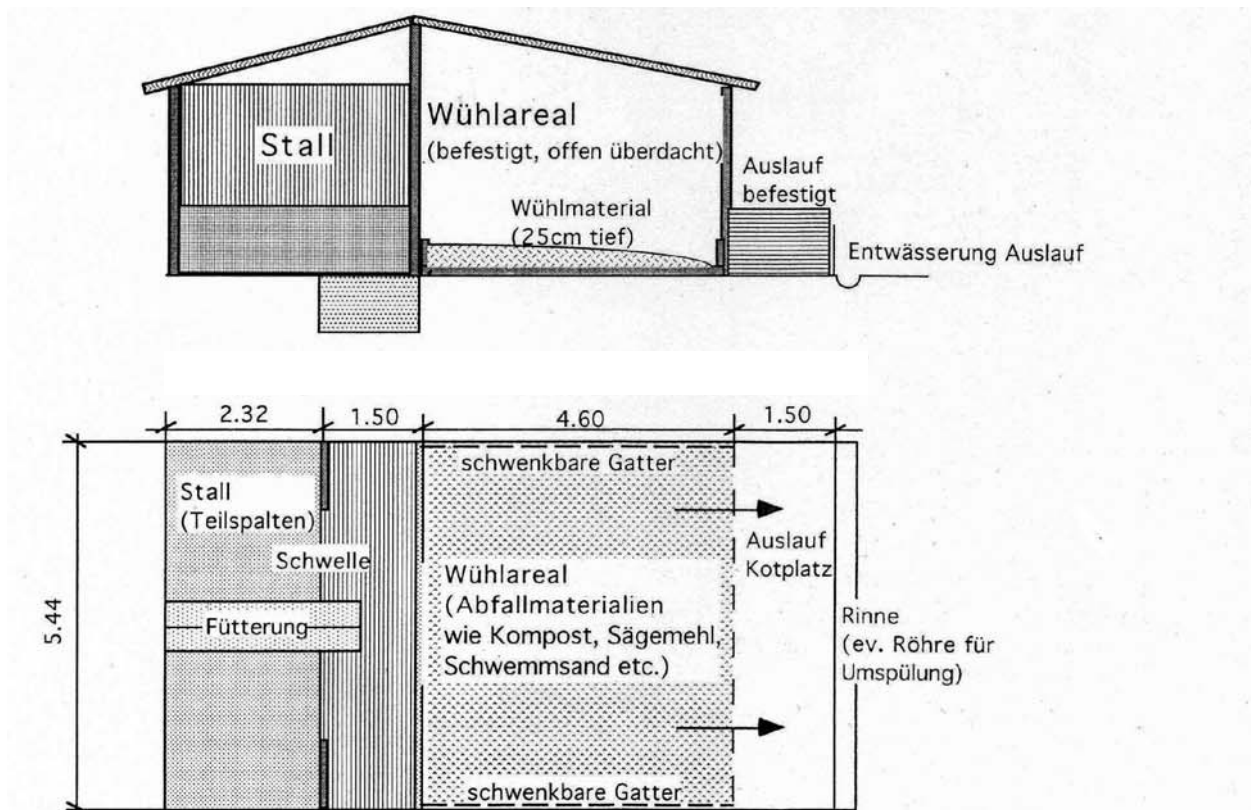 Stall
Wühlareal
(befestigt, offen überdacht)
Wühlmaterial
(25cm tief)
Auslauf
befestigt
Entwässerung Auslauf
2.32
1.50
4.60
1.50
5.44
schwenkbare Gatter
Stall
(Teilspalten)
Schwelle
Fütterung
Wühlareal
(Abfallmaterialien
wie Kompost, Sägemehl,
Schwemmsand etc.)
Auslauf
Kotplatz
Rinne
(ev. Röhre für
Umspülung)
schwenkbare Gatter